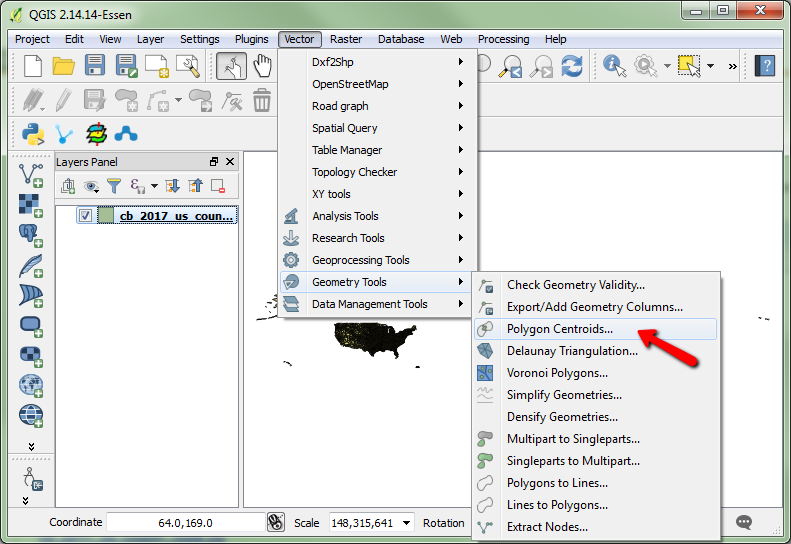 QGIS 2.14.14-Essen
Project Edit View Layer Settings Plugins Vector Raster Database Web Processing Help
Dxf2Shp
OpenStreetMap
Road graph
Spatial Query
Table Manager
Topology Checker
XY tools
Analysis Tools
Research Tools
Geoprocessing Tools
Geometry Tools
Data Management Tools
Layers Panel
cb_2017_us_coun...
Check Geometry Validity...
Export/Add Geometry Columns...
Polygon Centroids...
Delaunay Triangulation...
Voronoi Polygons...
Simplify Geometries...
Densify Geometries...
Multipart to Singleparts...
Singleparts to Multipart...
Polygons to Lines...
Lines to Polygons...
Extract Nodes...
Coordinate 64.0,169.0 Scale 148,315,641 Rotation